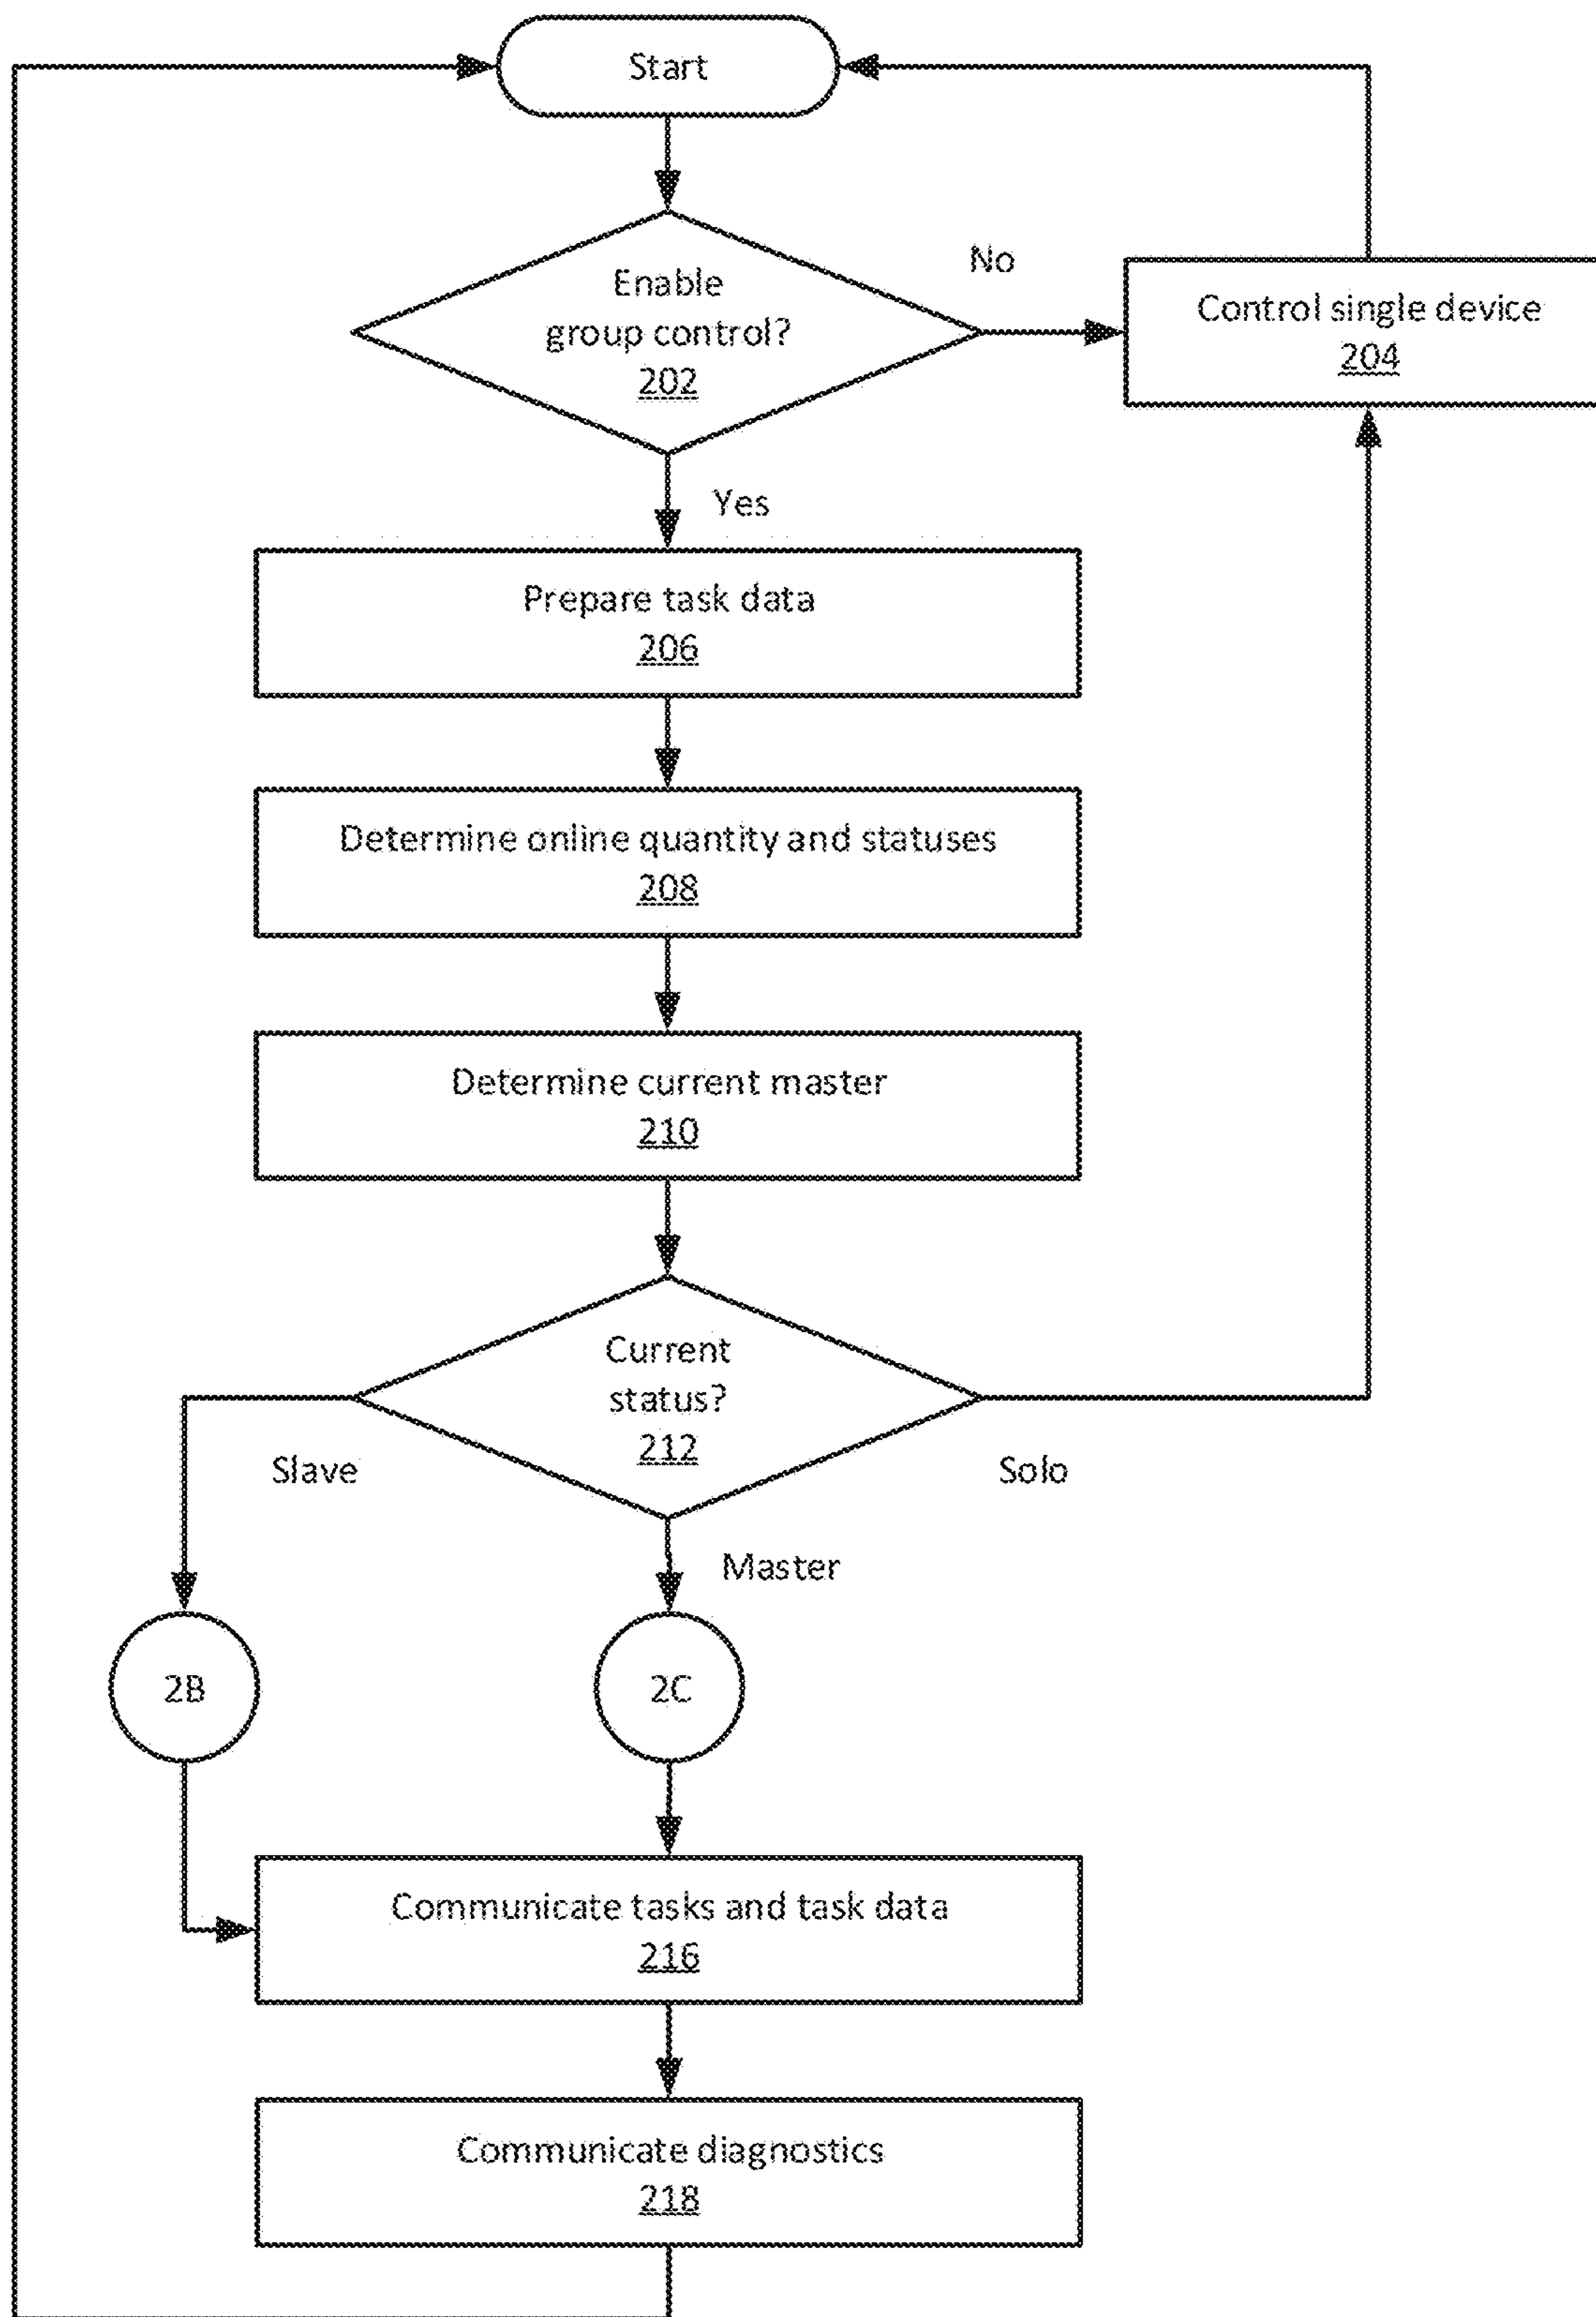 Start
Enable
group control?
202
No
Control single device
204
Yes
Prepare task data
206
Determine online quantity and statuses
208
Determine current master
210
Current
status?
212
Slave
Solo
Master
2B
2C
Communicate tasks and task data
216
Communicate diagnostics
218